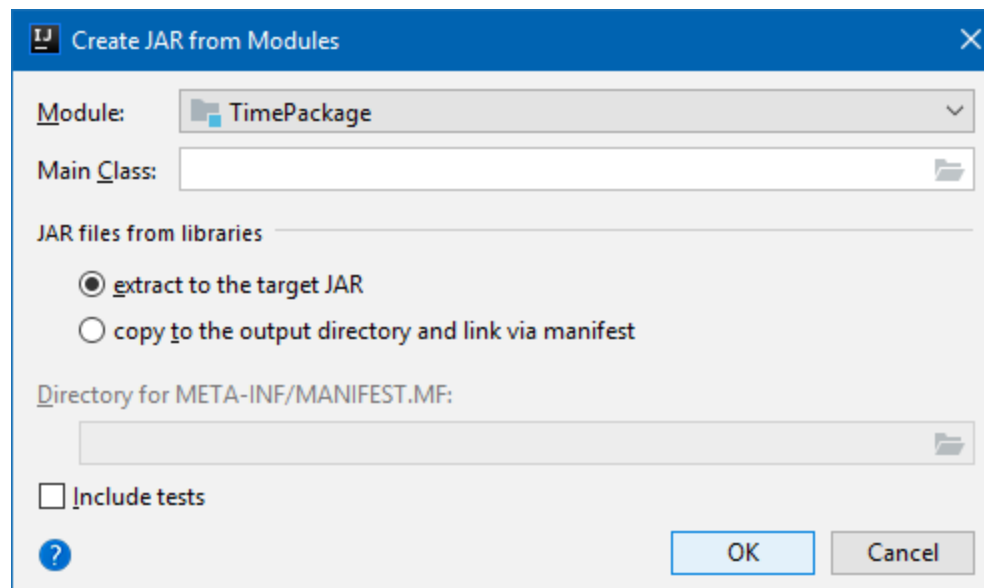 IJ Create JAR from Modules
Module: TimePackage
Main Class:
JAR files from libraries
extract to the target JAR
copy to the output directory and link via manifest
Directory for META-INF/MANIFEST.MF:
Include tests
? OK Cancel